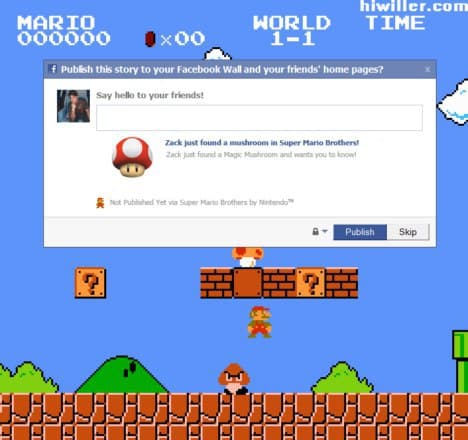 hiwiller.com
MARIO WORLD TIME
000000 ×00 1-1
f Publish this story to your Facebook Wall and your friends' home pages? x
Say hello to your friends!
Zack just found a mushroom in Super Mario Brothers!
Zack just found a Magic Mushroom and wants you to know!
Not Published Yet via Super Mario Brothers by Nintendo™
Publish Skip
? ?